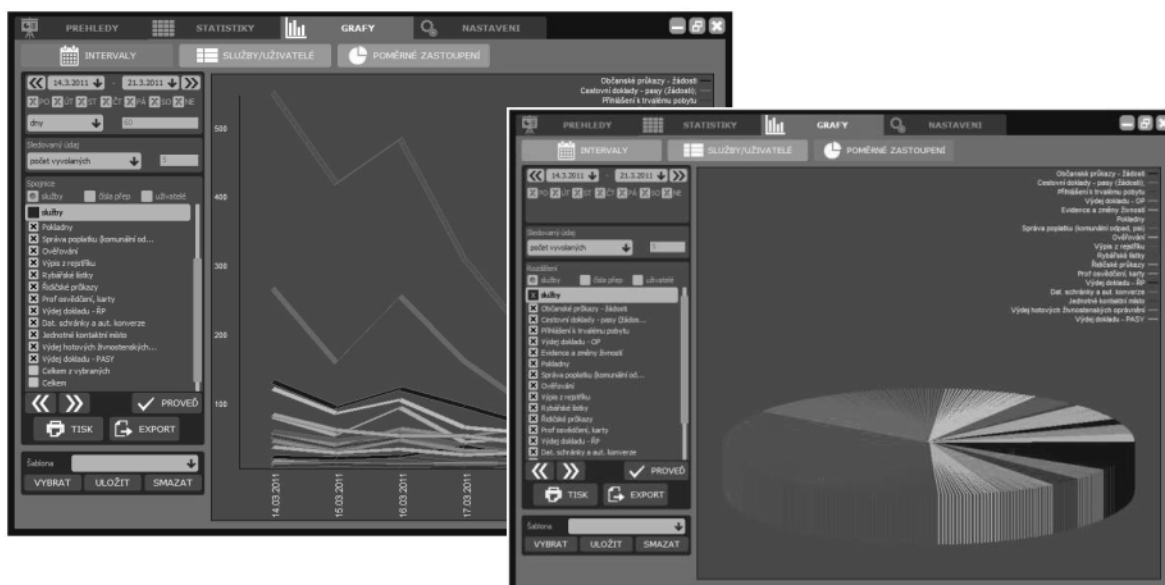 PREHLEDY STATISTIKY GRAFY NASTAVENI
INTERVALY SLUŽBY/UŽIVATELÉ POMĚRNÉ ZASTOUPENÍ
14.3.2011 - 21.3.2011
PO ÚT ST ČT PÁ SO NE
dny 60
Sledovaný údaj
počet vyvolaných 5
Spojnice
služby čísla přep uživatelé
služby
Pokladny
Správa poplatku (komunální od...
Ověřování
Výpis z rejstříku
Rybářské lístky
Řidičské průkazy
Prof osvědčení, karty
Výdej dokladu - ŘP
Dat. schránky a aut. konverze
Jednotné kontaktní místo
Výdej hotových živnostenských...
Výdej dokladu - PASY
Celkem z vybraných
Celkem
PROVEĎ
TISK EXPORT
Šablona
VYBRAT ULOŽIT SMAZAT
Občanské průkazy - žádosti
Cestovní doklady - pasy (žádosti),
Přihlášení k trvalému pobytu
500
400
300
200
100
14.03.2011
15.03.2011
16.03.2011
17.03.2011
PREHLEDY STATISTIKY GRAFY NASTAVENI
INTERVALY SLUŽBY/UŽIVATELÉ POMĚRNÉ ZASTOUPENÍ
14.3.2011 - 21.3.2011
PO ÚT ST ČT PÁ SO NE
Sledovaný údaj
počet vyvolaných 5
Rozdělení
služby čísla přep uživatelé
služby
Občanské průkazy - žádosti
Cestovní doklady - pasy (žádos...
Přihlášení k trvalému pobytu
Výdej dokladu - OP
Evidence a změny živností
Pokladny
Správa poplatku (komunální od...
Ověřování
Výpis z rejstříku
Rybářské lístky
Řidičské průkazy
Prof osvědčení, karty
Výdej dokladu - ŘP
Dat. schránky a aut. konverze
PROVEĎ
TISK EXPORT
Šablona
VYBRAT ULOŽIT SMAZAT
Občanské průkazy - žádosti
Cestovní doklady - pasy (žádosti),
Přihlášení k trvalému pobytu
Výdej dokladu - OP
Evidence a změny živností
Pokladny
Správa poplatku (komunální odpad, psi)
Ověřování
Výpis z rejstříku
Rybářské lístky
Řidičské průkazy
Prof osvědčení, karty
Výdej dokladu - ŘP
Dat. schránky a aut. konverze
Jednotné kontaktní místo
Výdej hotových živnostenských oprávnění
Výdej dokladu - PASY